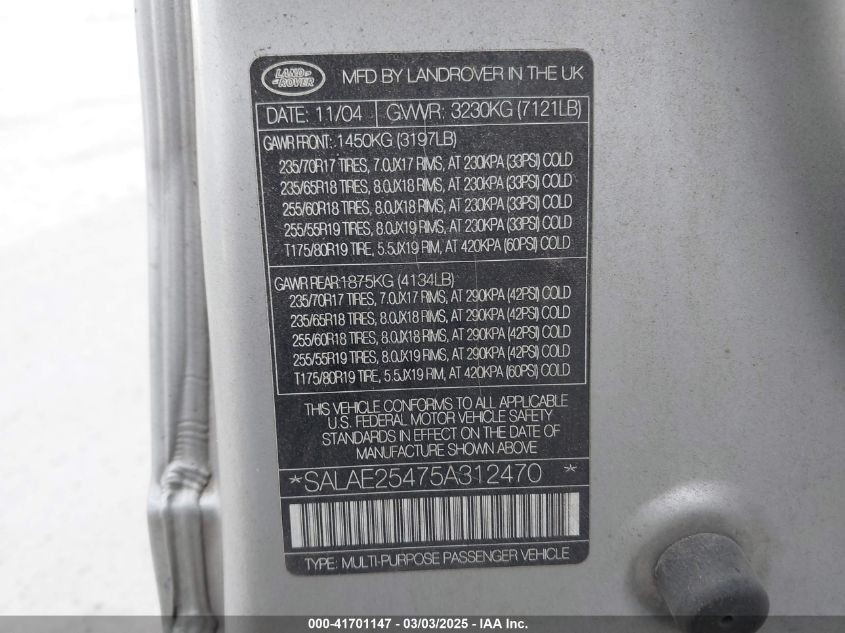 LAND ROVER
MFD BY LANDROVER IN THE UK
DATE: 11/04 GVWR: 3230KG (7121LB)
GAWR FRONT: 1450KG (3197LB)
235/70R17 TIRES, 7.0JX17 RIMS, AT 230KPA (33PSI) COLD
235/65R18 TIRES, 8.0JX18 RIMS, AT 230KPA (33PSI) COLD
255/60R18 TIRES, 8.0JX18 RIMS, AT 230KPA (33PSI) COLD
255/55R19 TIRES, 8.0JX19 RIMS, AT 230KPA (33PSI) COLD
T175/80R19 TIRE, 5.5JX19 RIM, AT 420KPA (60PSI) COLD
GAWR REAR:1875KG (4134LB)
235/70R17 TIRES, 7.0JX17 RIMS, AT 290KPA (42PSI) COLD
235/65R18 TIRES, 8.0JX18 RIMS, AT 290KPA (42PSI) COLD
255/60R18 TIRES, 8.0JX18 RIMS, AT 290KPA (42PSI) COLD
255/55R19 TIRES, 8.0JX19 RIMS, AT 290KPA (42PSI) COLD
T175/80R19 TIRE, 5.5JX19 RIM, AT 420KPA (60PSI) COLD
THIS VEHICLE CONFORMS TO ALL APPLICABLE
U.S. FEDERAL MOTOR VEHICLE SAFETY
STANDARDS IN EFFECT ON THE DATE OF
MANUFACTURE SHOWN ABOVE
*SALAE25475A312470 *
TYPE: MULTI-PURPOSE PASSENGER VEHICLE
000-41701147 - 03/03/2025 - IAA Inc.